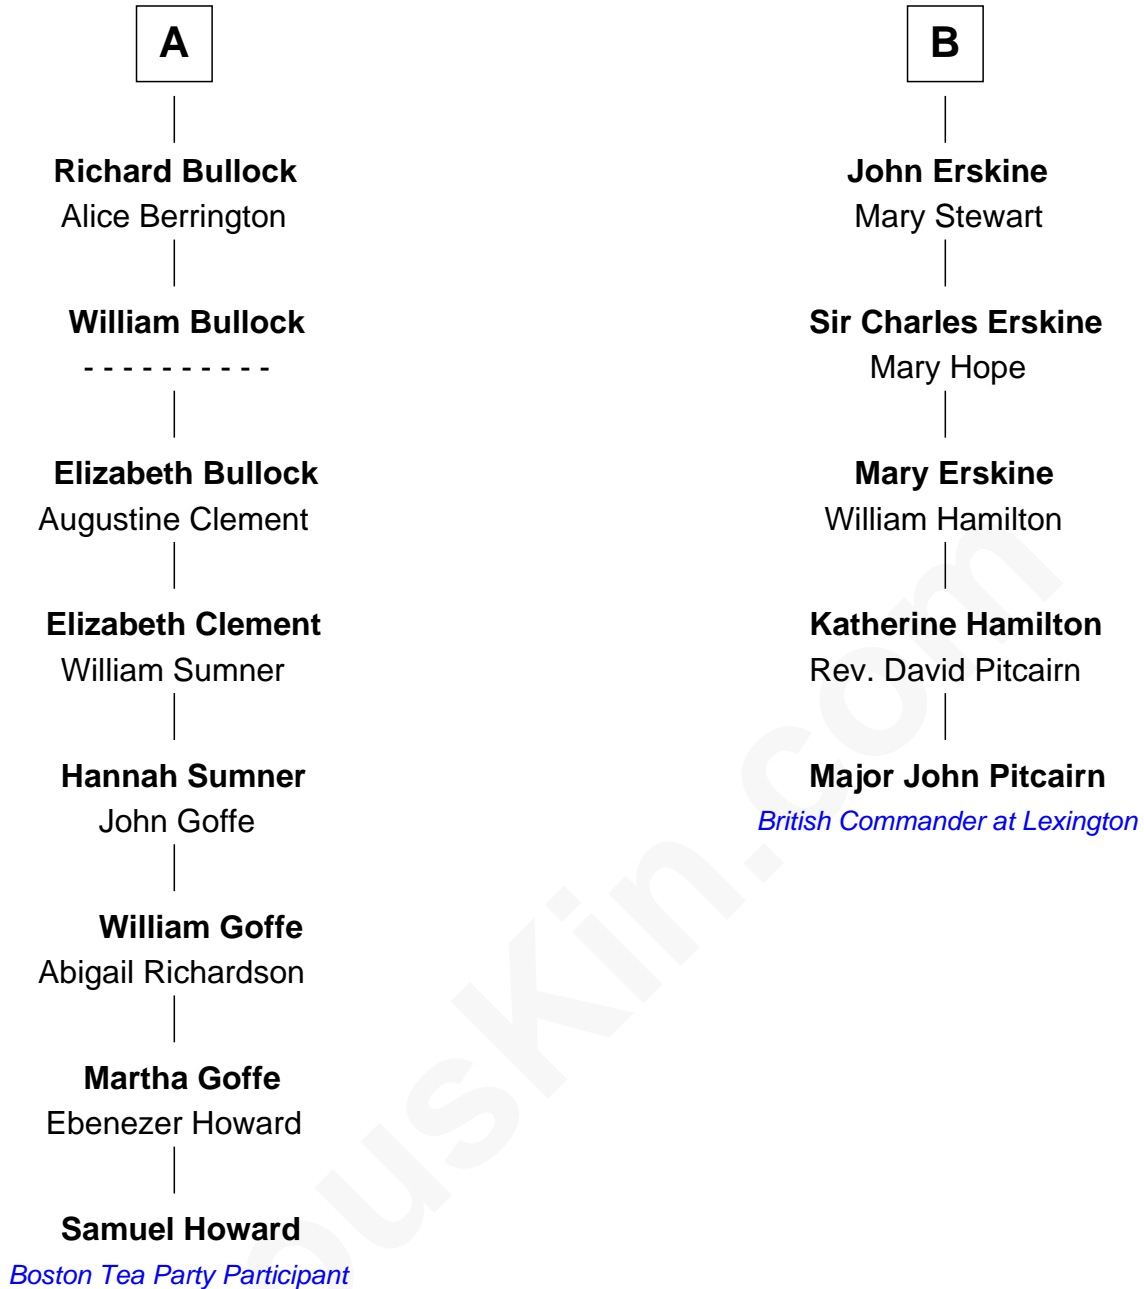 A
Richard Bullock
Alice Berrington
William Bullock
- - - - - - - - - -
Elizabeth Bullock
Augustine Clement
Elizabeth Clement
William Sumner
Hannah Sumner
John Goffe
William Goffe
Abigail Richardson
Martha Goffe
Ebenezer Howard
Samuel Howard
Boston Tea Party Participant
B
John Erskine
Mary Stewart
Sir Charles Erskine
Mary Hope
Mary Erskine
William Hamilton
Katherine Hamilton
Rev. David Pitcairn
Major John Pitcairn
British Commander at Lexington
ousKin.com